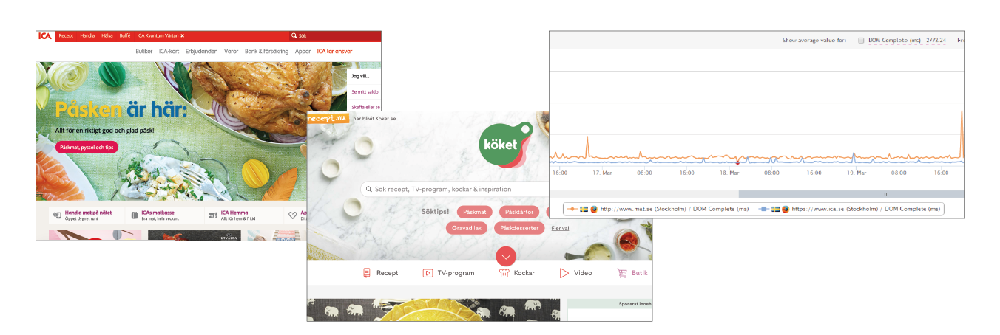 ICA Recept Handla Hälsa Buffé ICA Kvantum Värtan ✖ Sök
Butiker ICA-kort Erbjudanden Varor Bank & försäkring Appar ICA tar ansvar
Jag vill...
Se mitt saldo
Skaffa eller se
Påsken är här:
Allt för en riktigt god och glad påsk!
Påskmat, pyssel och tips
Handla mat på nätet
Öppet dygnet runt
ICAs matkasse
Bra mat, hela veckan.
ICA Hemma
Allt för hem & fritid
Ap
UTVALDA
recept.nu har blivit Köket.se
köket
Sök recept, TV-program, kockar & inspiration
Söktips! Påskmat Påsktårtor
Gravad lax Påskdesserter Fler val
Recept TV-program Kockar Video Butik
Sponsrat inneh
Show average value for: DOM Complete (ms) - 2772.24 Fre
16:00 17. Mar 08:00 16:00 18. Mar 08:00 16:00 19. Mar 08:00 16:00
http://www.mat.se (Stockholm) / DOM Complete (ms) https://www.ica.se (Stockholm) / DOM Complete (ms)